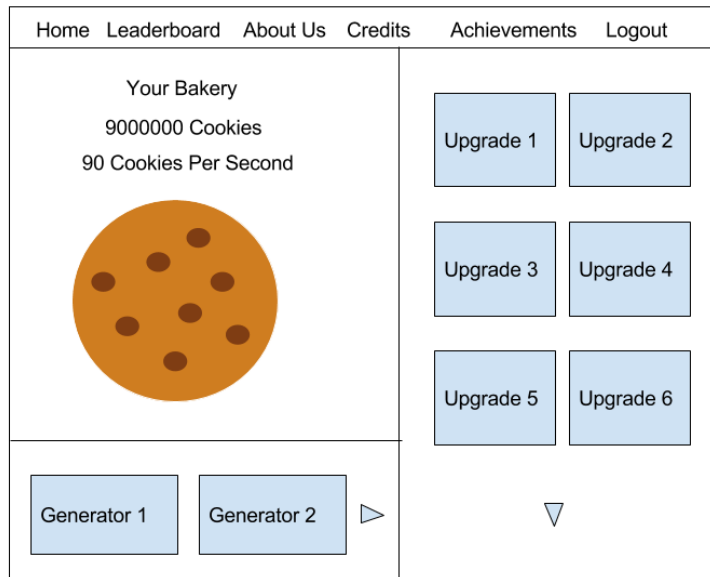 Home Leaderboard About Us Credits Achievements Logout
Your Bakery
9000000 Cookies
90 Cookies Per Second
Upgrade 1 Upgrade 2
Upgrade 3 Upgrade 4
Upgrade 5 Upgrade 6
Generator 1 Generator 2